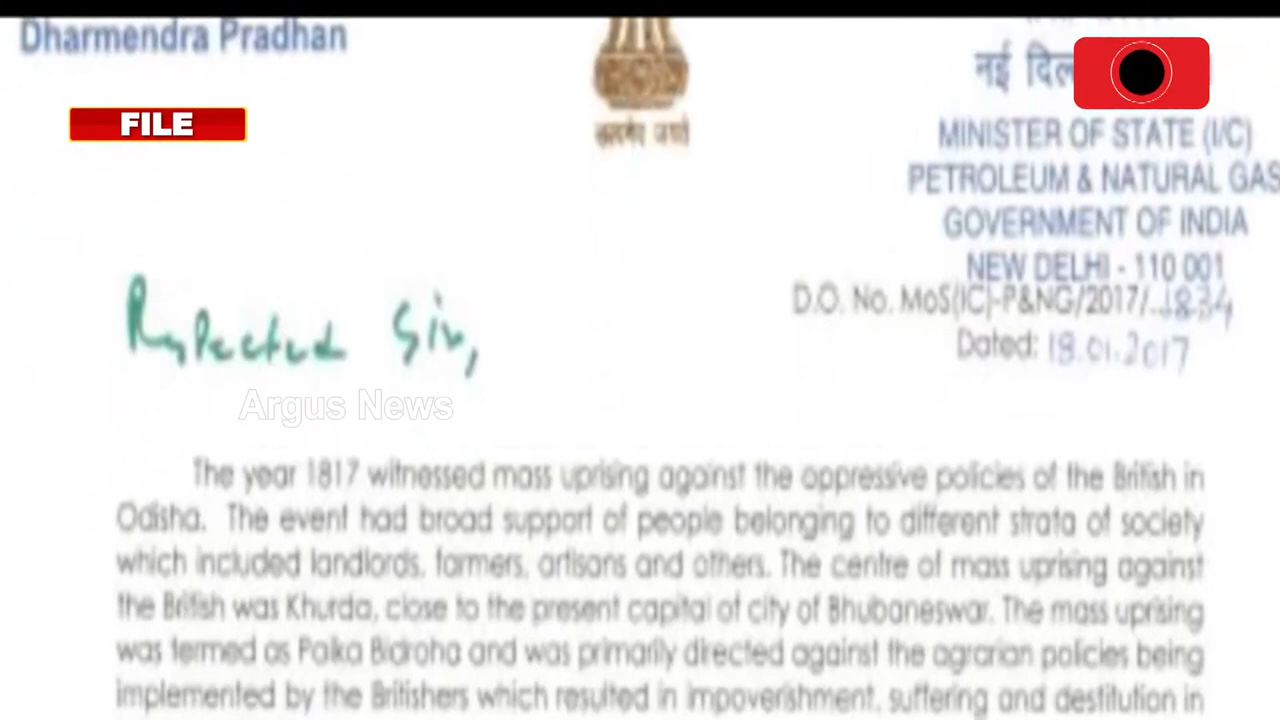 Dharmendra Pradhan
FILE
सत्यमेव जयते
नई
MINISTER OF STATE (I/C)
PETROLEUM & NATURAL GAS
GOVERNMENT OF INDIA
NEW DELHI - 110 001
D.O. No. MoS(IC)-P&NG/2017/..1834
Dated: 18.01.2017
Respected Sir,
Argus News
The year 1817 witnessed mass uprising against the oppressive policies of the British in
Odisha. The event had broad support of people belonging to different strata of society
which included landlords, farmers, artisans and others. The centre of mass uprising against
the British was Khurda, close to the present capital of city of Bhubaneswar. The mass uprising
was termed as Paika Bidroha and was primarily directed against the agrarian policies being
implemented by the Britishers which resulted in impoverishment, suffering and destitution in